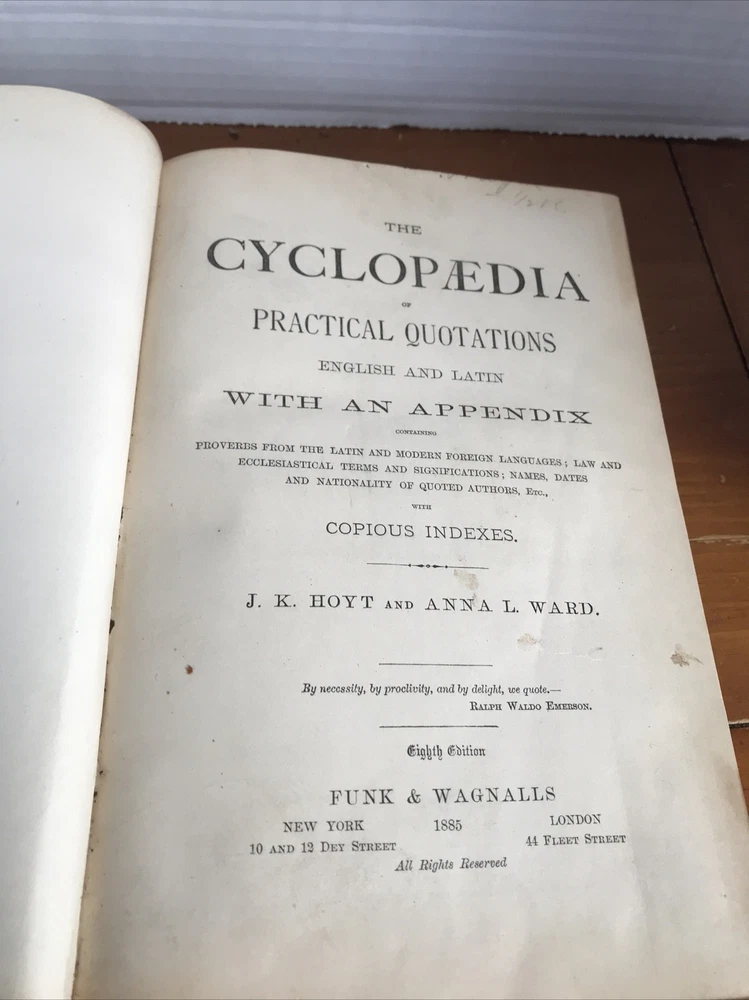 THE
CYCLOPÆDIA
OF
PRACTICAL QUOTATIONS
ENGLISH AND LATIN
WITH AN APPENDIX
CONTAINING
PROVERBS FROM THE LATIN AND MODERN FOREIGN LANGUAGES; LAW AND
ECCLESIASTICAL TERMS AND SIGNIFICATIONS; NAMES, DATES
AND NATIONALITY OF QUOTED AUTHORS, ETC.,
WITH
COPIOUS INDEXES.
J. K. HOYT AND ANNA L. WARD.
By necessity, by proclivity, and by delight, we quote.—
RALPH WALDO EMERSON.
Eighth Edition
FUNK & WAGNALLS
NEW YORK 1885 LONDON
10 AND 12 DEY STREET 44 FLEET STREET
All Rights Reserved